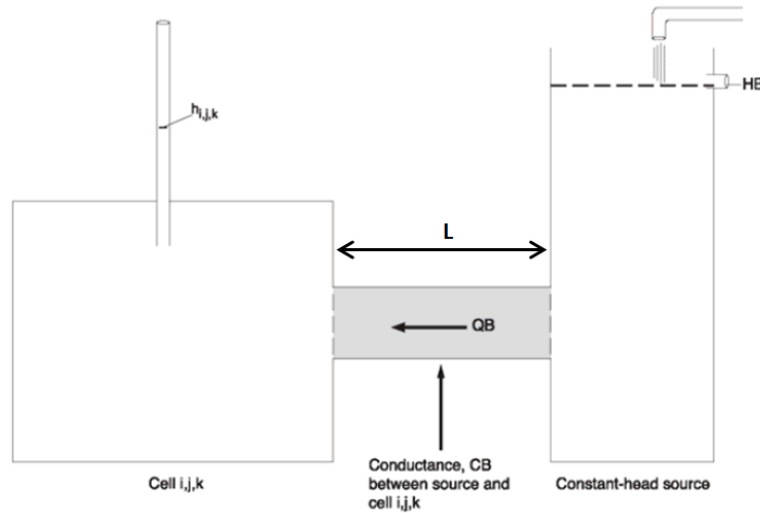 HB
h i,j,k
L
QB
Conductance, CB
between source and
cell i,j,k
Cell i,j,k
Constant-head source